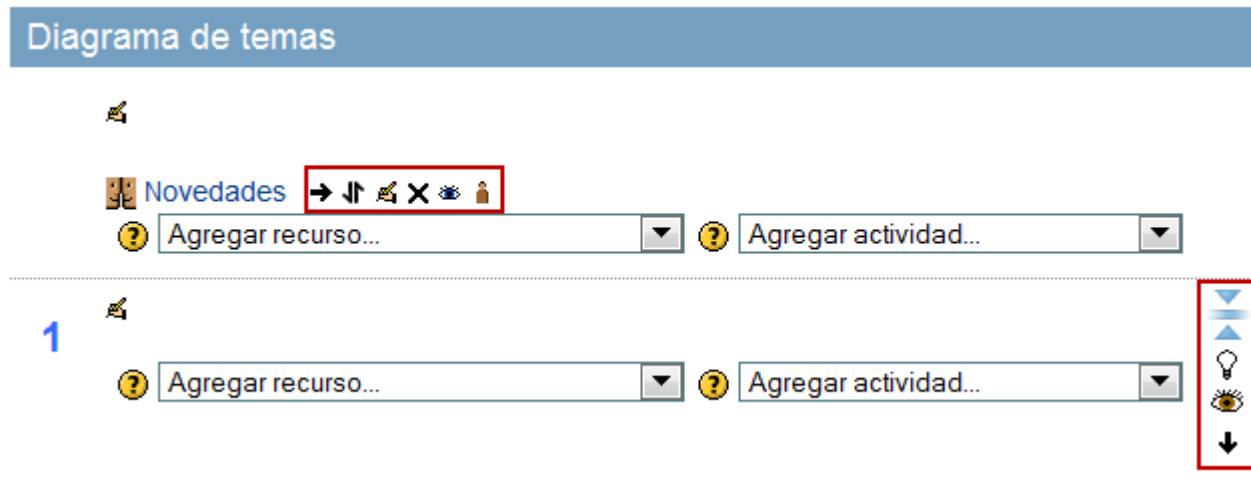 Diagrama de temas
Novedades
Agregar recurso... Agregar actividad...
1
Agregar recurso... Agregar actividad...